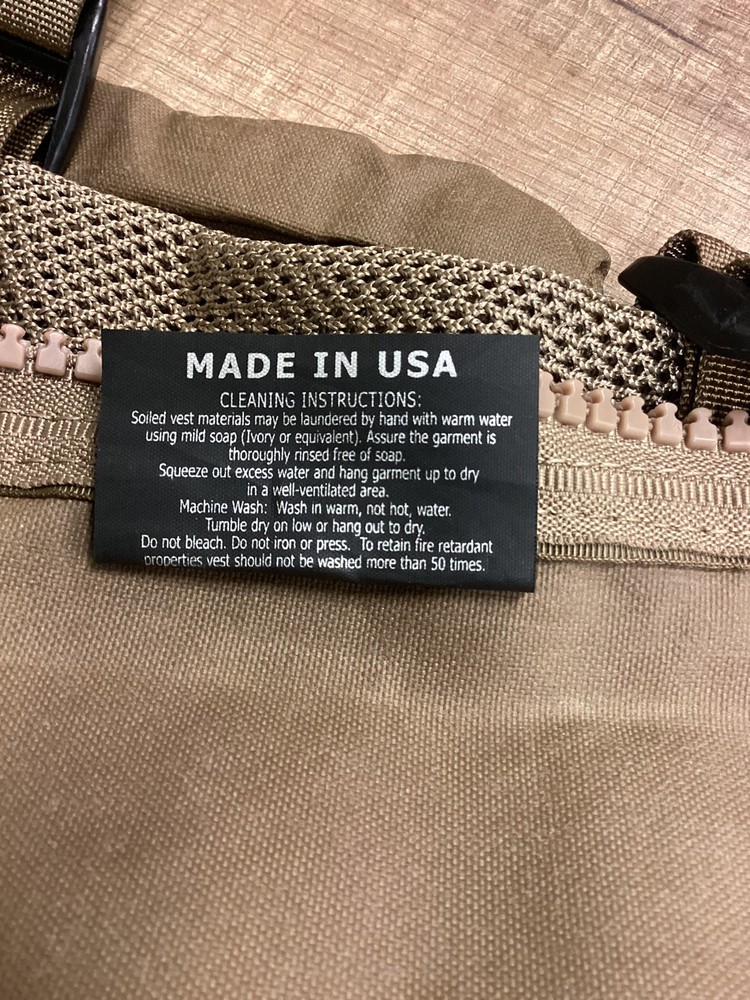 MADE IN USA
CLEANING INSTRUCTIONS:
Soiled vest materials may be laundered by hand with warm water
using mild soap (Ivory or equivalent). Assure the garment is
thoroughly rinsed free of soap.
Squeeze out excess water and hang garment up to dry
in a well-ventilated area.
Machine Wash: Wash in warm, not hot, water.
Tumble dry on low or hang out to dry.
Do not bleach. Do not iron or press. To retain fire retardant
properties vest should not be washed more than 50 times.